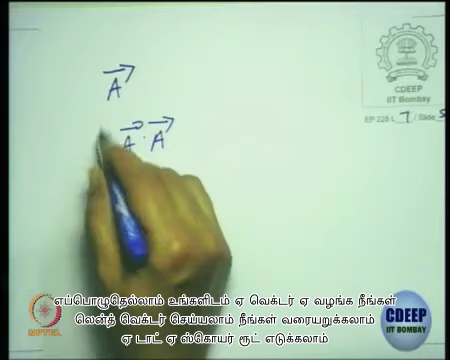 A
A · A
CDEEP
IIT Bombay
EP 225 L 7 / Slide 5
எப்பொழுதெல்லாம் உங்களிடம் ஏ வெக்டர் ஏ வழங்க நீங்கள்
லென்த் வெக்டர் செய்யலாம் நீங்கள் வரையறுக்கலாம்
ஏ டாட் ஏ ஸ்கொயர் ரூட் எடுக்கலாம்
NPTEL
CDEEP
IIT BOMBAY